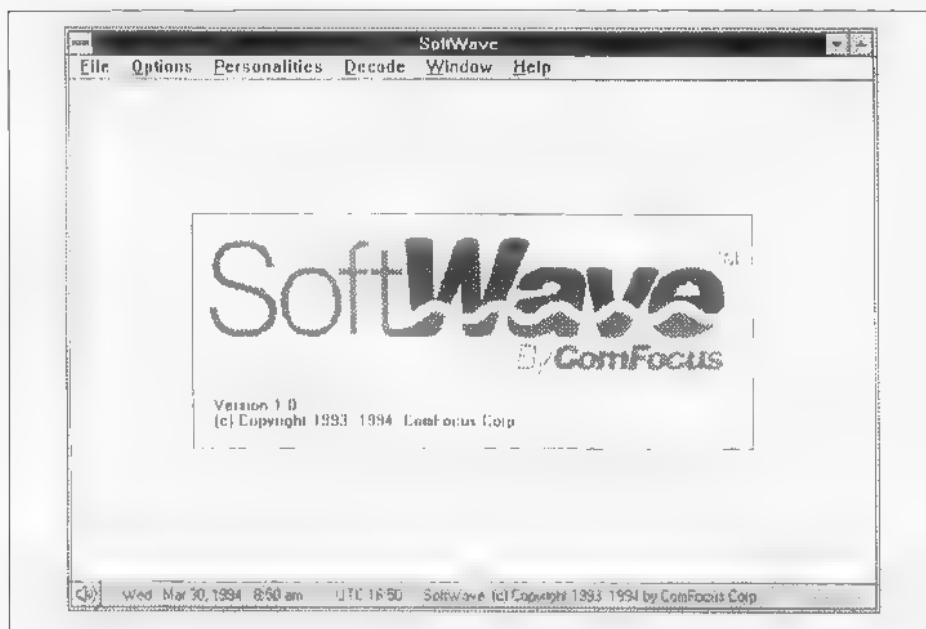 SoftWave
File Options Personalities Decode Window Help
SoftWave
By ComFocus
Version 1.0
(c) Copyright 1993 1994 ComFocus Corp
Wed Mar 30, 1994 8:50 am UTC 16:50 SoftWave (c) Copyright 1993 1994 by ComFocus Corp